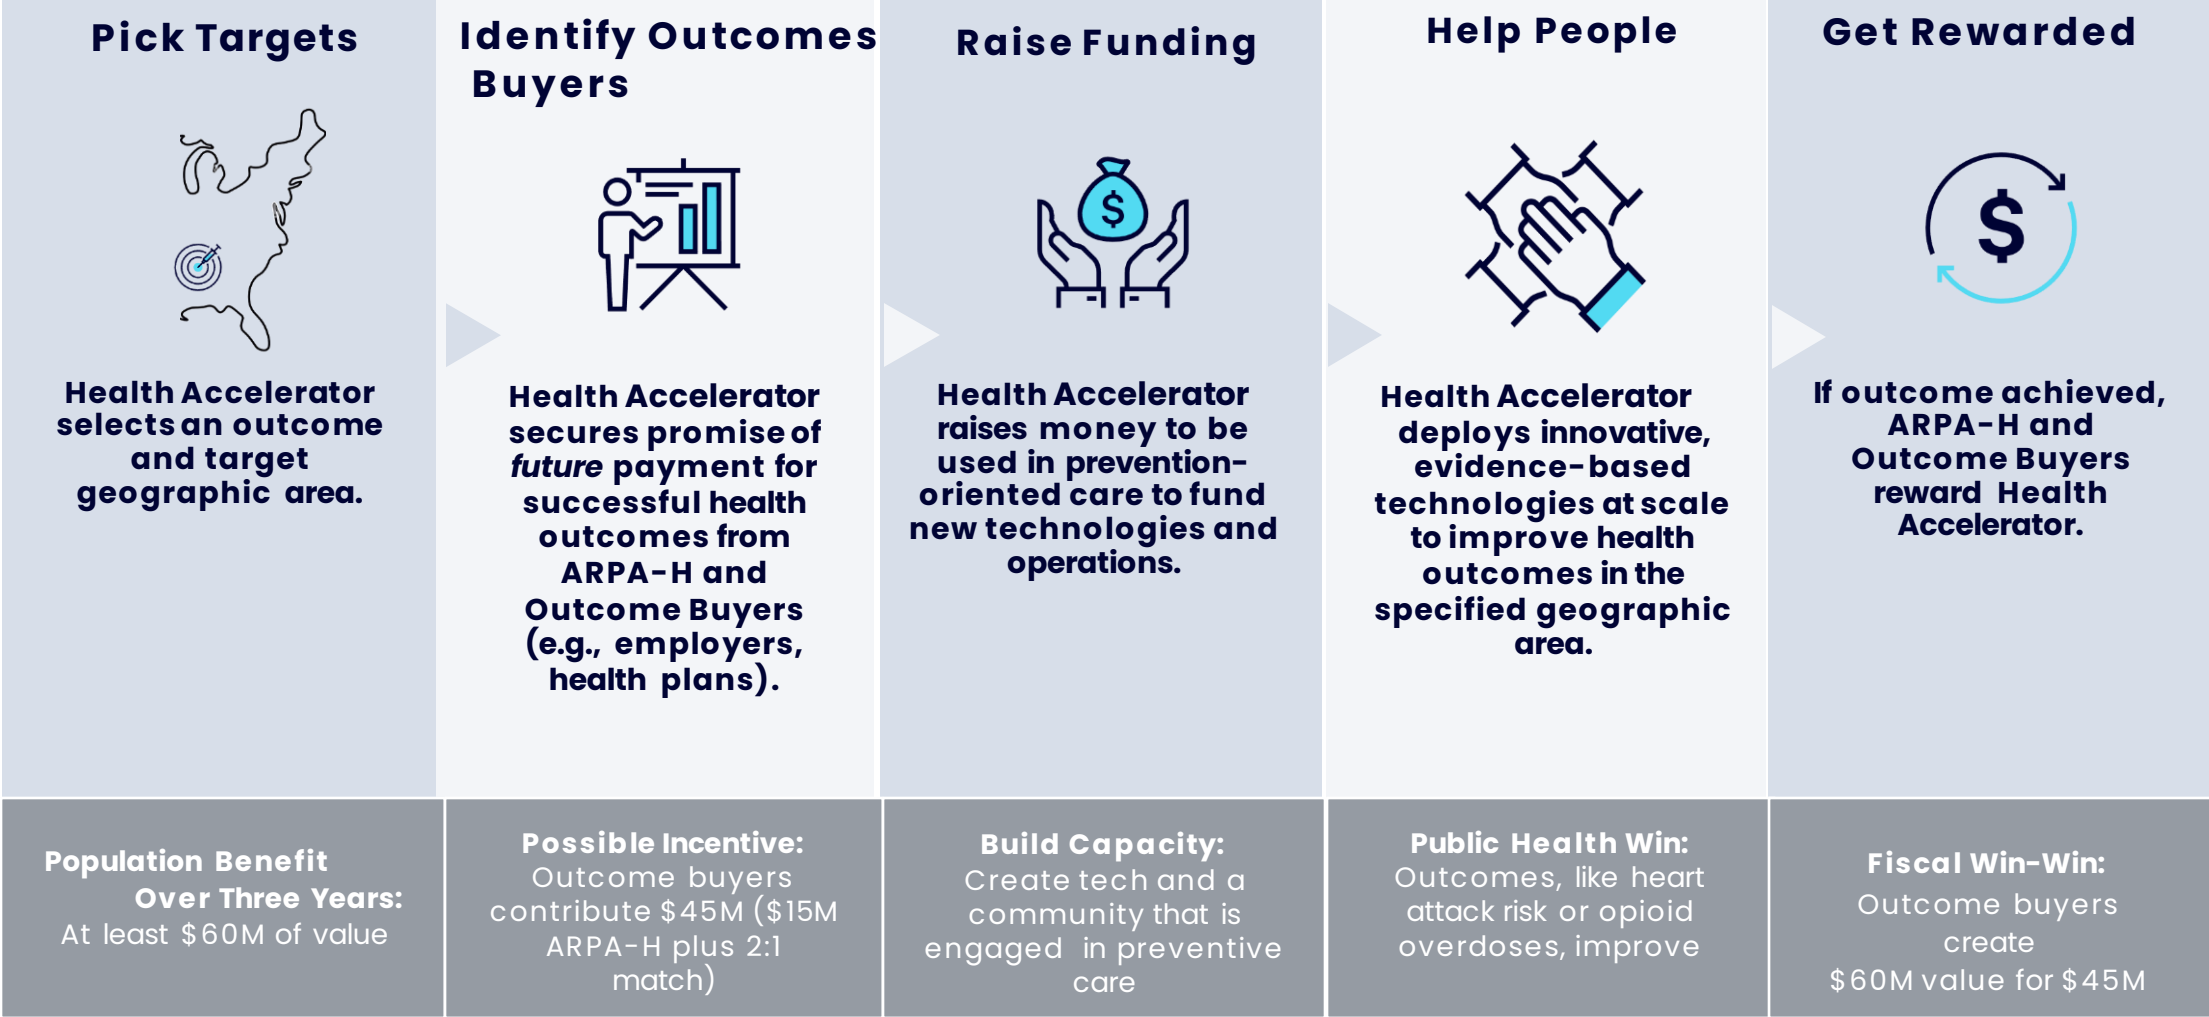 Pick Targets
Health Accelerator
selects an outcome
and target
geographic area.
Population Benefit
Over Three Years:
At least $60M of value
Identify Outcomes
Buyers
Health Accelerator
secures promise of
future payment for
successful health
outcomes from
ARPA-H and
Outcome Buyers
(e.g., employers,
health plans).
Possible Incentive:
Outcome buyers
contribute $45M ($15M
ARPA-H plus 2:1
match)
Raise Funding
$
Health Accelerator
raises money to be
used in prevention-
oriented care to fund
new technologies and
operations.
Build Capacity:
Create tech and a
community that is
engaged in preventive
care
Help People
Health Accelerator
deploys innovative,
evidence-based
technologies at scale
to improve health
outcomes in the
specified geographic
area.
Public Health Win:
Outcomes, like heart
attack risk or opioid
overdoses, improve
Get Rewarded
$
If outcome achieved,
ARPA-H and
Outcome Buyers
reward Health
Accelerator.
Fiscal Win-Win:
Outcome buyers
create
$60M value for $45M